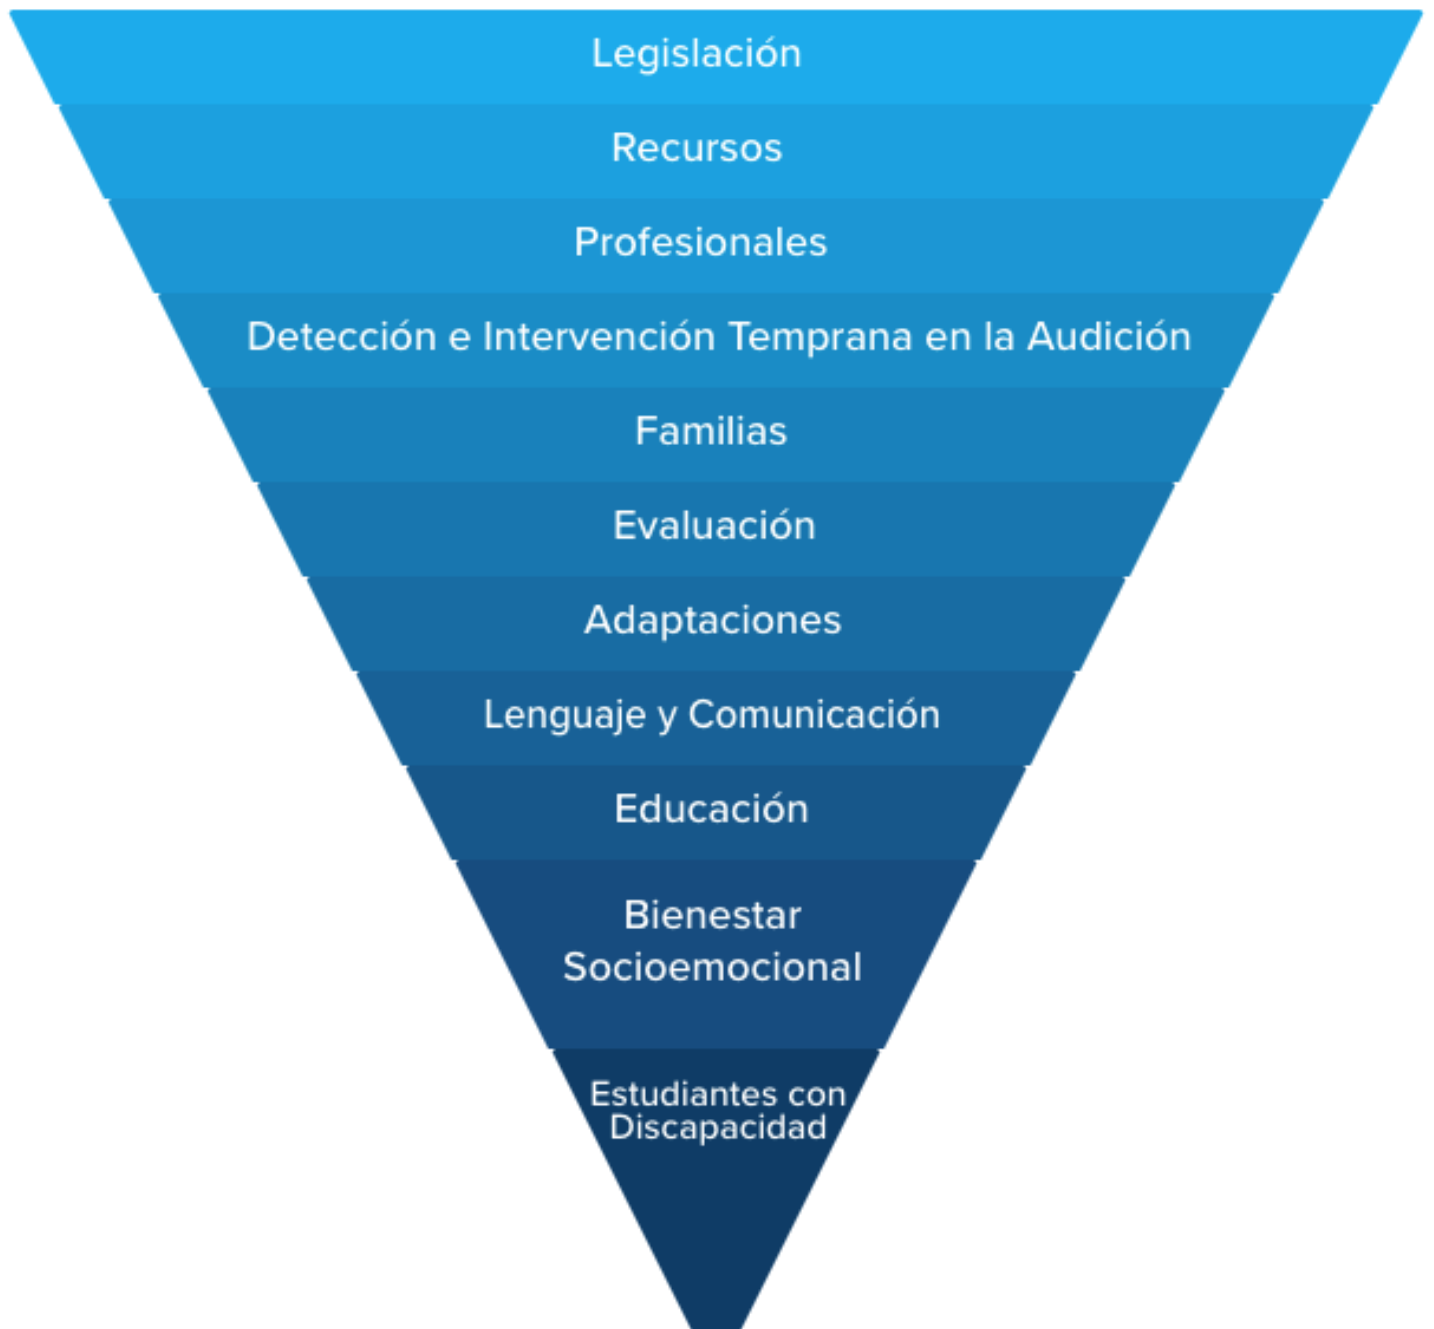 Legislación
Recursos
Profesionales
Detección e Intervención Temprana en la Audición
Familias
Evaluación
Adaptaciones
Lenguaje y Comunicación
Educación
Bienestar
Socioemocional
Estudiantes con
Discapacidad